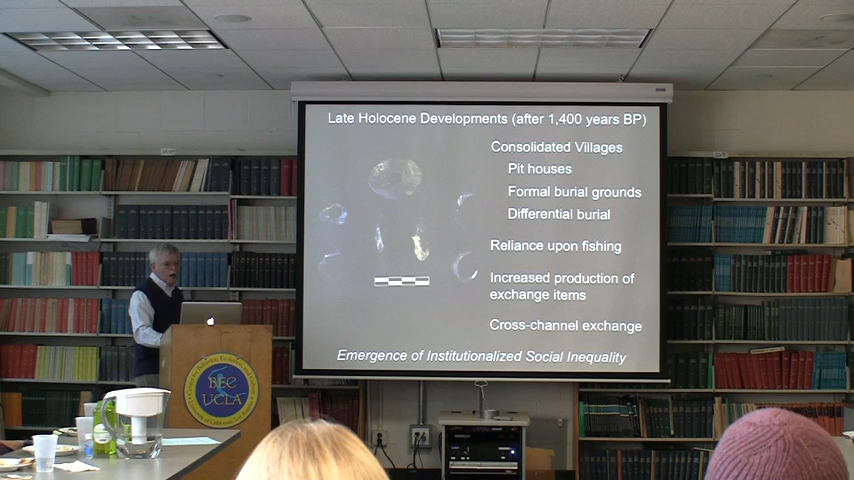 Late Holocene Developments (after 1,400 years BP)
Consolidated Villages
Pit houses
Formal burial grounds
Differential burial
Reliance upon fishing
Increased production of
exchange items
Cross-channel exchange
Emergence of Institutionalized Social Inequality
BEC
UCLA